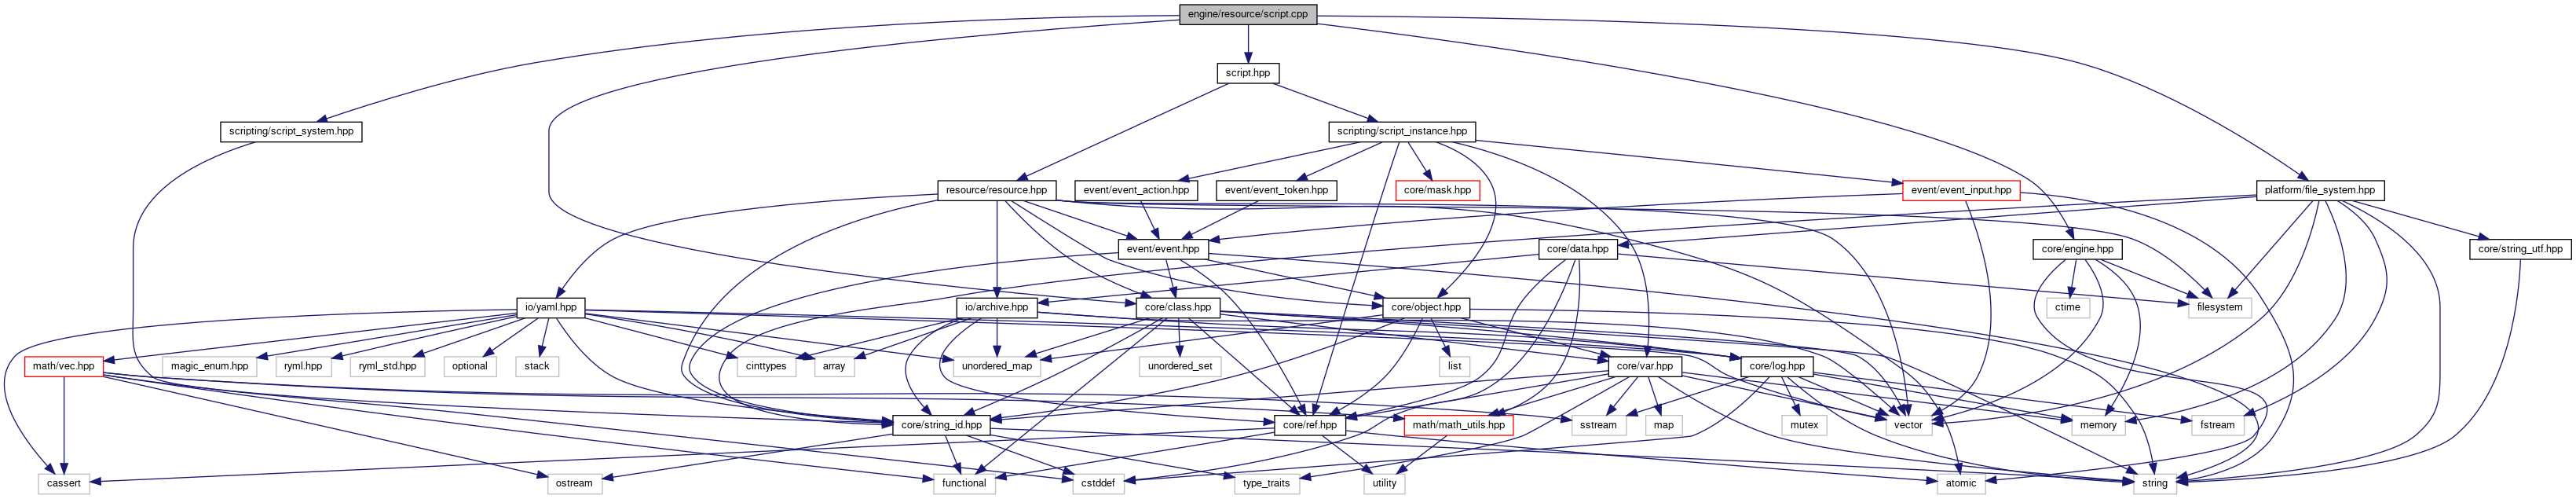 engine/resource/script.cpp
script.hpp
scripting/script_system.hpp
scripting/script_instance.hpp
resource/resource.hpp
event/event_action.hpp
event/event_token.hpp
core/mask.hpp
event/event_input.hpp
platform/file_system.hpp
event/event.hpp
core/data.hpp
core/engine.hpp
core/string_utf.hpp
io/yaml.hpp
io/archive.hpp
core/class.hpp
core/object.hpp
ctime
filesystem
math/vec.hpp
magic_enum.hpp
ryml.hpp
ryml_std.hpp
optional
stack
cinttypes
array
unordered_map
unordered_set
list
core/var.hpp
core/log.hpp
core/string_id.hpp
core/ref.hpp
math/math_utils.hpp
sstream
map
mutex
vector
memory
fstream
cassert
ostream
functional
cstddef
type_traits
utility
atomic
string